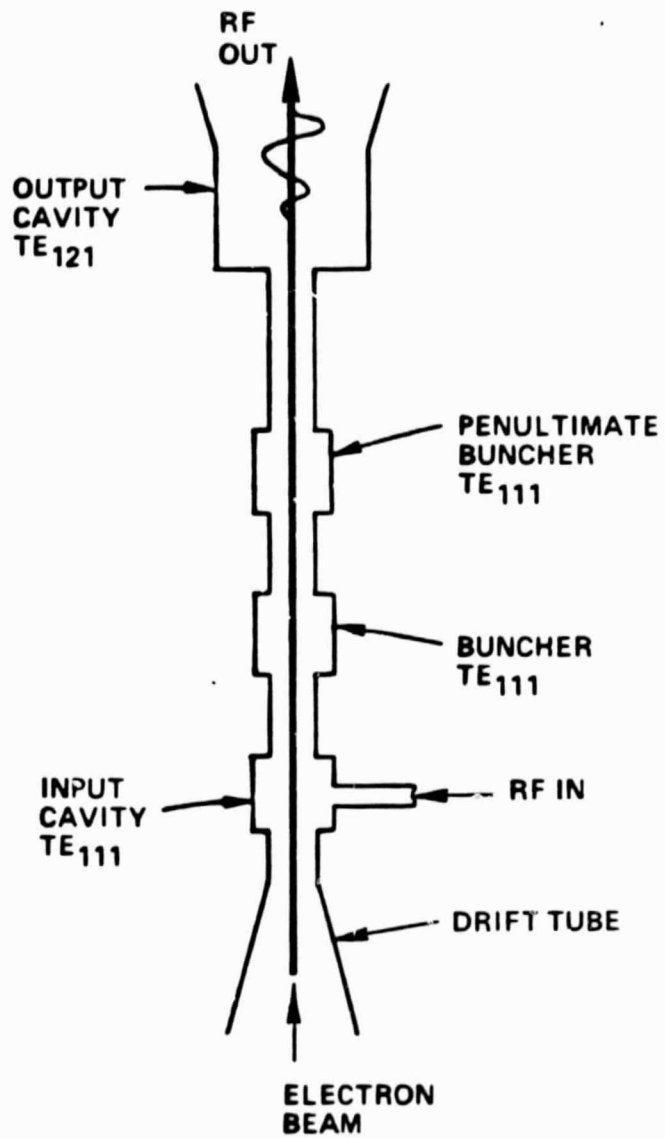 RF
OUT
OUTPUT
CAVITY
TE121
PENULTIMATE
BUNCHER
TE111
BUNCHER
TE111
INPUT
CAVITY
TE111
RF IN
DRIFT TUBE
ELECTRON
BEAM